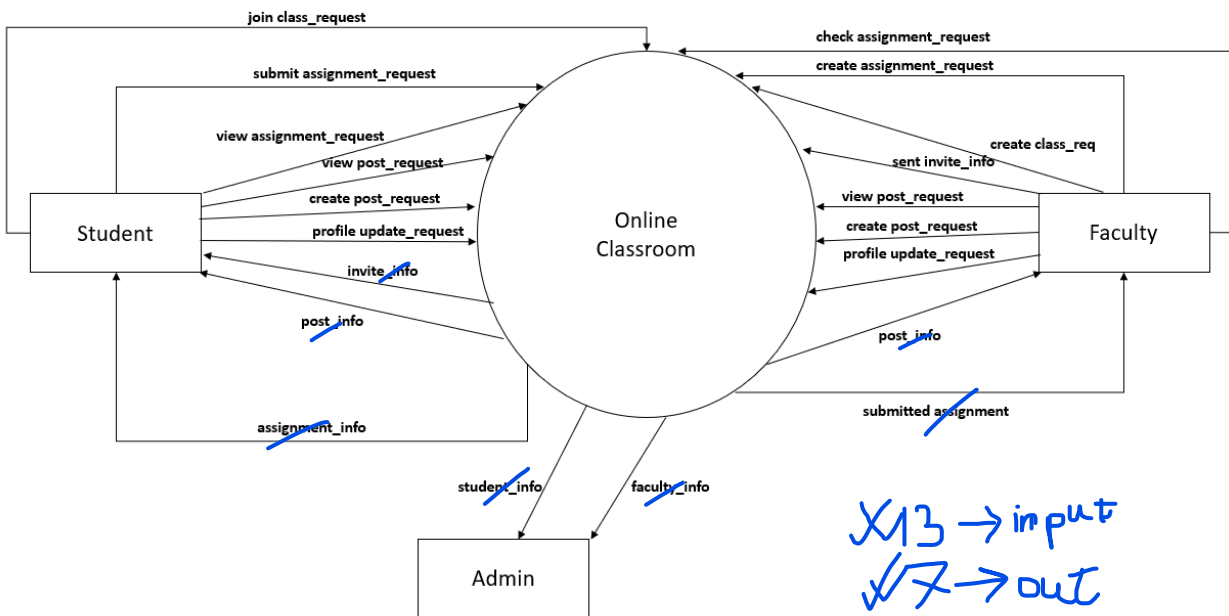 join class_request
check assignment_request
submit assignment_request
create assignment_request
view assignment_request
create class_req
view post_request
sent invite_info
create post_request
view post_request
Student
Online
Classroom
Faculty
profile update_request
create post_request
invite_info
profile update_request
post_info
post_info
assignment_info
submitted assignment
student_info
faculty_info
Admin
13 → input
7 → out